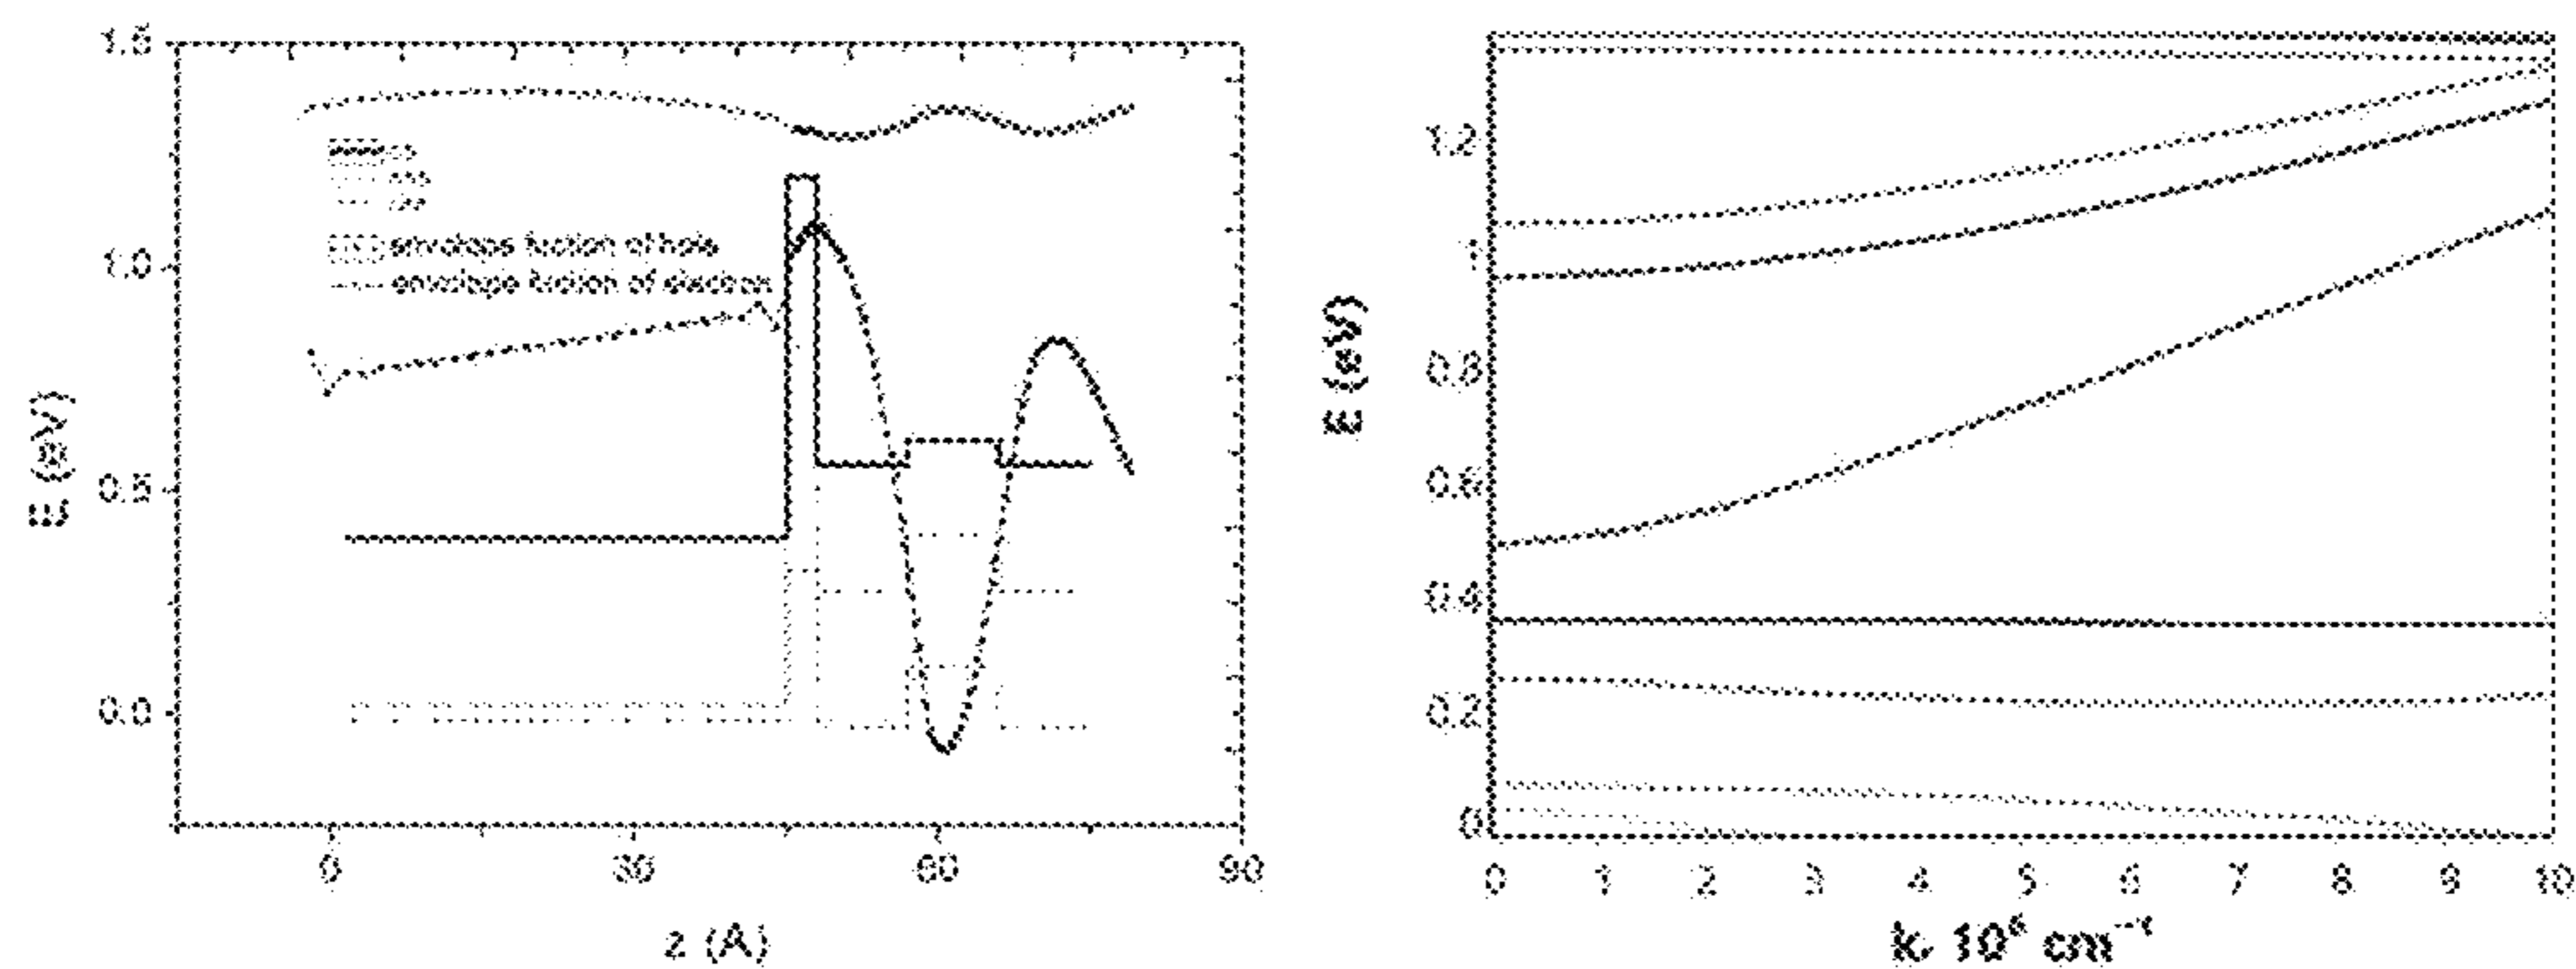 1.5
1.0
0.5
0.0
E (eV)
envelope function of hole
envelope function of electron
0
30
60
90
z (A)
1.2
1
0.8
0.6
0.4
0.2
0
E (eV)
0 1 2 3 4 5 6 7 8 9 10
k, 10⁶ cm⁻¹